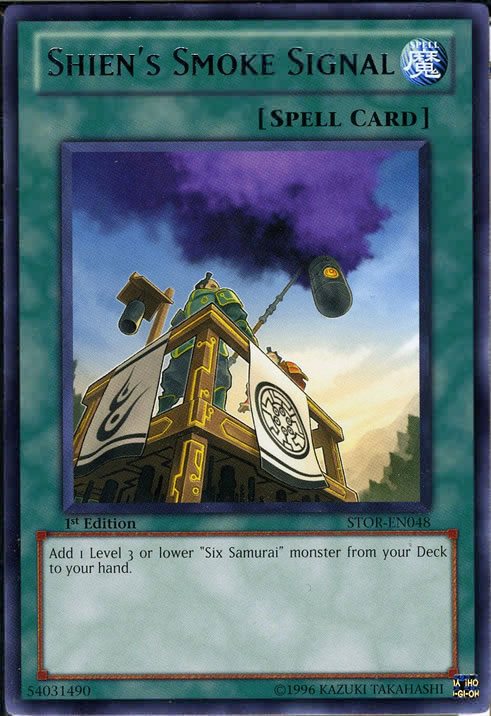 SHIEN'S SMOKE SIGNAL
SPELL
魔
[SPELL CARD]
1st Edition
STOR-EN048
Add 1 Level 3 or lower "Six Samurai" monster from your Deck
to your hand.
54031490
©1996 KAZUKI TAKAHASHI